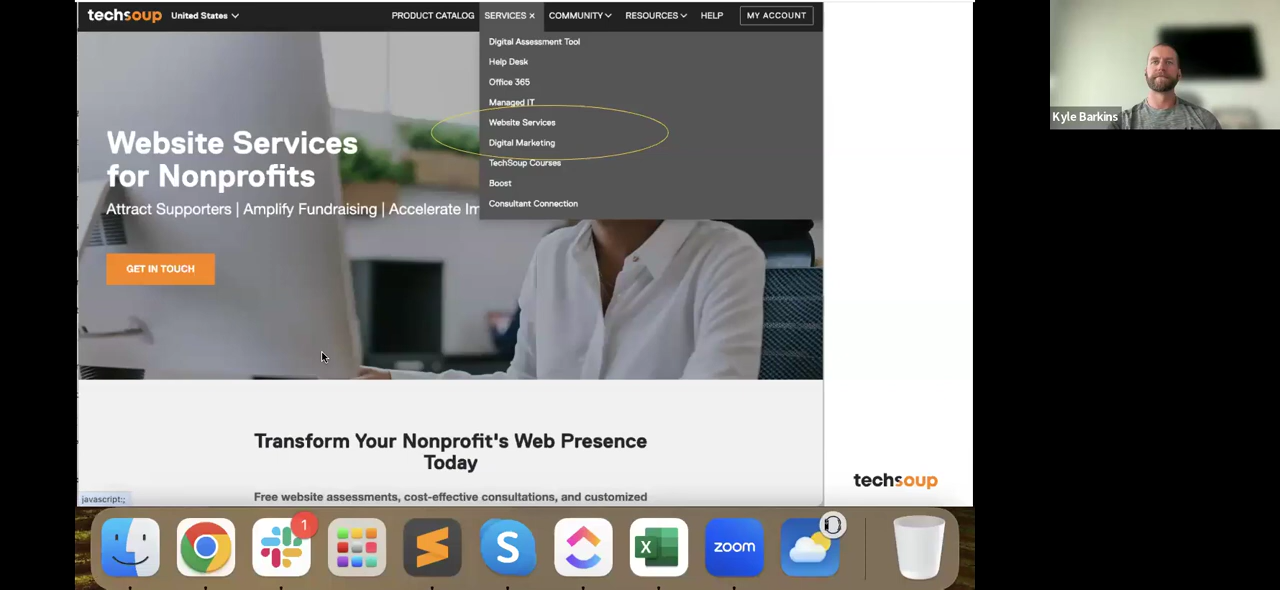 techsoup United States PRODUCT CATALOG SERVICES × COMMUNITY RESOURCES HELP MY ACCOUNT
Digital Assessment Tool
Help Desk
Office 365
Managed IT
Website Services
Digital Marketing
TechSoup Courses
Boost
Consultant Connection
Website Services
for Nonprofits
Attract Supporters | Amplify Fundraising | Accelerate Im
GET IN TOUCH
Transform Your Nonprofit's Web Presence
Today
Free website assessments, cost-effective consultations, and customized
javascript:;
techsoup
Kyle Barkins
1
S
X
zoom